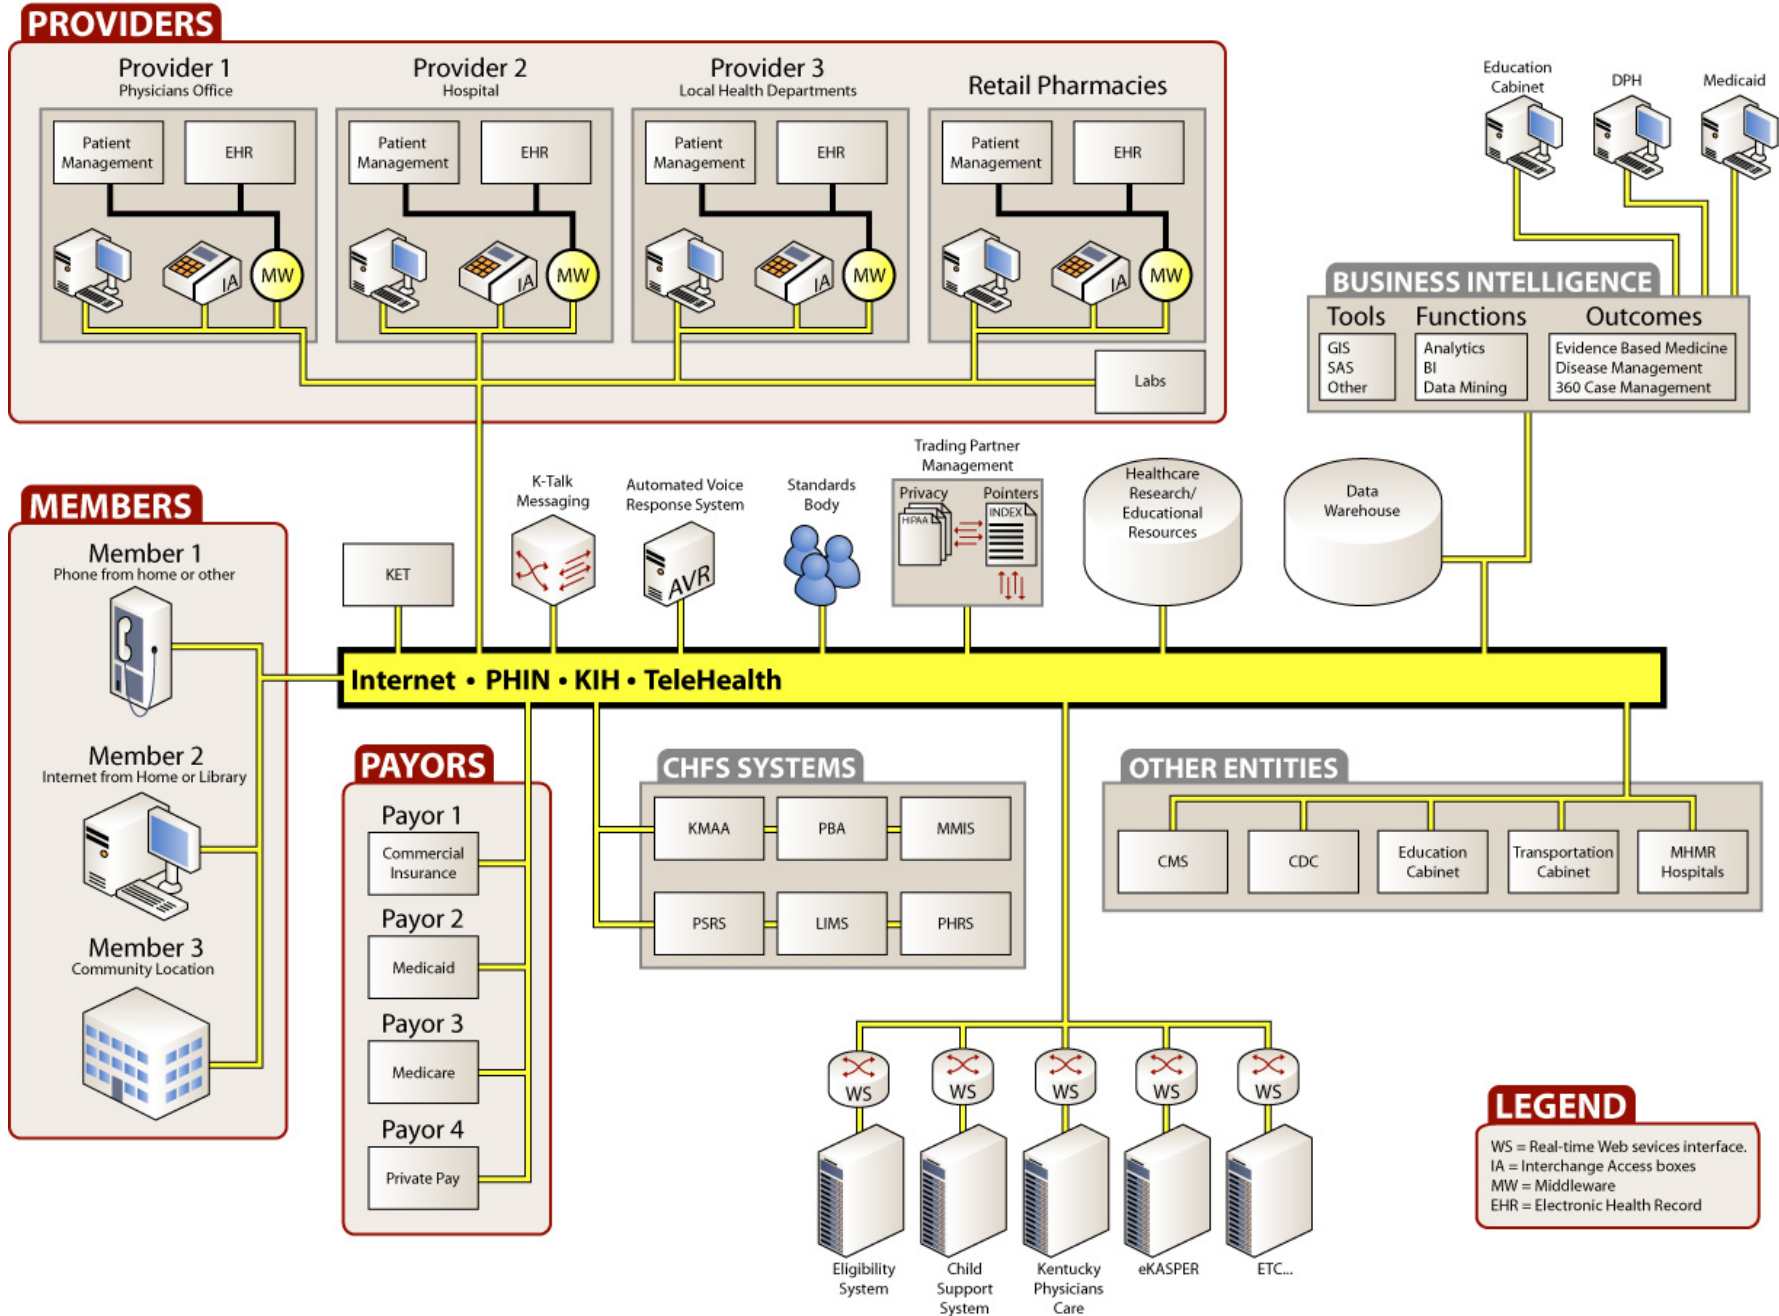 PROVIDERS
Provider 1
Physicians Office
Patient
Management
EHR
IA
MW
Provider 2
Hospital
Patient
Management
EHR
IA
MW
Provider 3
Local Health Departments
Patient
Management
EHR
IA
MW
Retail Pharmacies
Patient
Management
EHR
IA
MW
Labs
Education
Cabinet
DPH
Medicaid
BUSINESS INTELLIGENCE
Tools
GIS
SAS
Other
Functions
Analytics
BI
Data Mining
Outcomes
Evidence Based Medicine
Disease Management
360 Case Management
MEMBERS
Member 1
Phone from home or other
Member 2
Internet from Home or Library
Member 3
Community Location
KET
K-Talk
Messaging
Automated Voice
Response System
AVR
Standards
Body
Trading Partner
Management
Privacy
HIPAA
Pointers
INDEX
Healthcare
Research/
Educational
Resources
Data
Warehouse
Internet • PHIN • KIH • TeleHealth
PAYORS
Payor 1
Commercial
Insurance
Payor 2
Medicaid
Payor 3
Medicare
Payor 4
Private Pay
CHFS SYSTEMS
KMAA
PBA
MMIS
PSRS
LIMS
PHRS
OTHER ENTITIES
CMS
CDC
Education
Cabinet
Transportation
Cabinet
MHMR
Hospitals
WS
WS
WS
WS
WS
Eligibility
System
Child
Support
System
Kentucky
Physicians
Care
eKASPER
ETC...
LEGEND
WS = Real-time Web sevices interface.
IA = Interchange Access boxes
MW = Middleware
EHR = Electronic Health Record